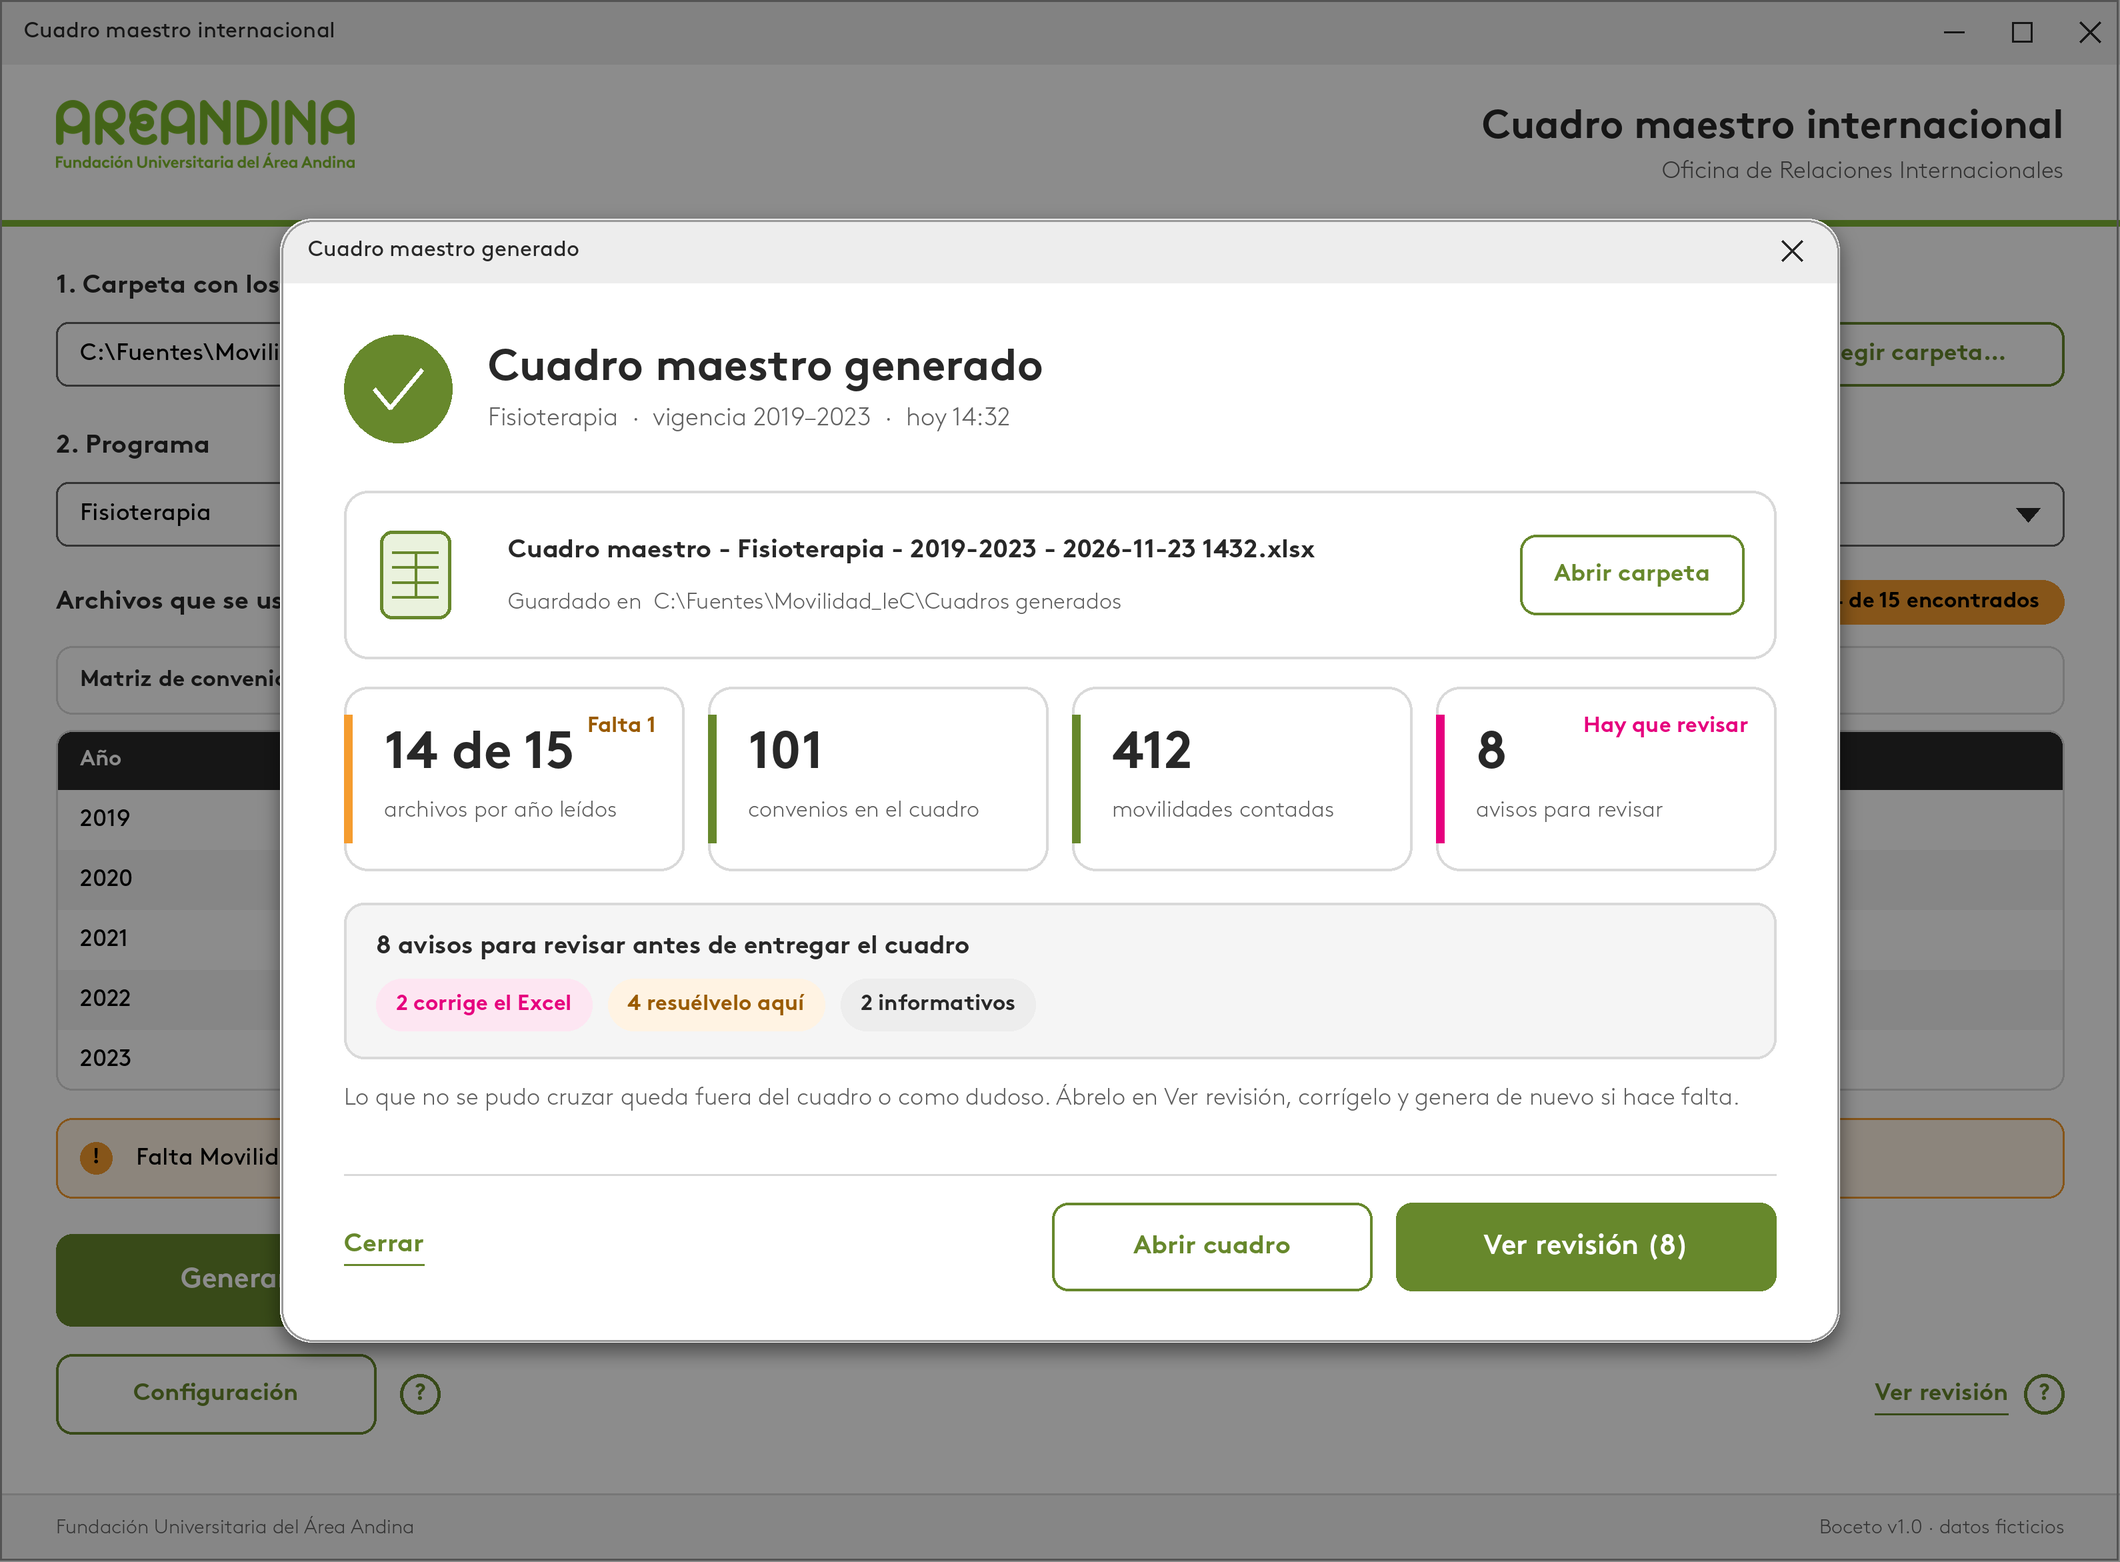 Cuadro maestro internacional
AREANDINA
Fundación Universitaria del Área Andina
Cuadro maestro internacional
Oficina de Relaciones Internacionales
Cuadro maestro generado
1. Carpeta con los
C:\Fuentes\Movili
egir carpeta...
2. Programa
Fisioterapia
Archivos que se us
de 15 encontrados
Matriz de convenio
Año
2019
2020
2021
2022
2023
! Falta Movilid
Genera
Configuración ?
Ver revisión ?
Cuadro maestro generado
Fisioterapia · vigencia 2019–2023 · hoy 14:32
Cuadro maestro - Fisioterapia - 2019-2023 - 2026-11-23 1432.xlsx
Guardado en C:\Fuentes\Movilidad_IeC\Cuadros generados
Abrir carpeta
14 de 15 Falta 1
archivos por año leídos
101
convenios en el cuadro
412
movilidades contadas
8 Hay que revisar
avisos para revisar
8 avisos para revisar antes de entregar el cuadro
2 corrige el Excel 4 resuélvelo aquí 2 informativos
Lo que no se pudo cruzar queda fuera del cuadro o como dudoso. Ábrelo en Ver revisión, corrígelo y genera de nuevo si hace falta.
Cerrar
Abrir cuadro
Ver revisión (8)
Fundación Universitaria del Área Andina
Boceto v1.0 · datos ficticios